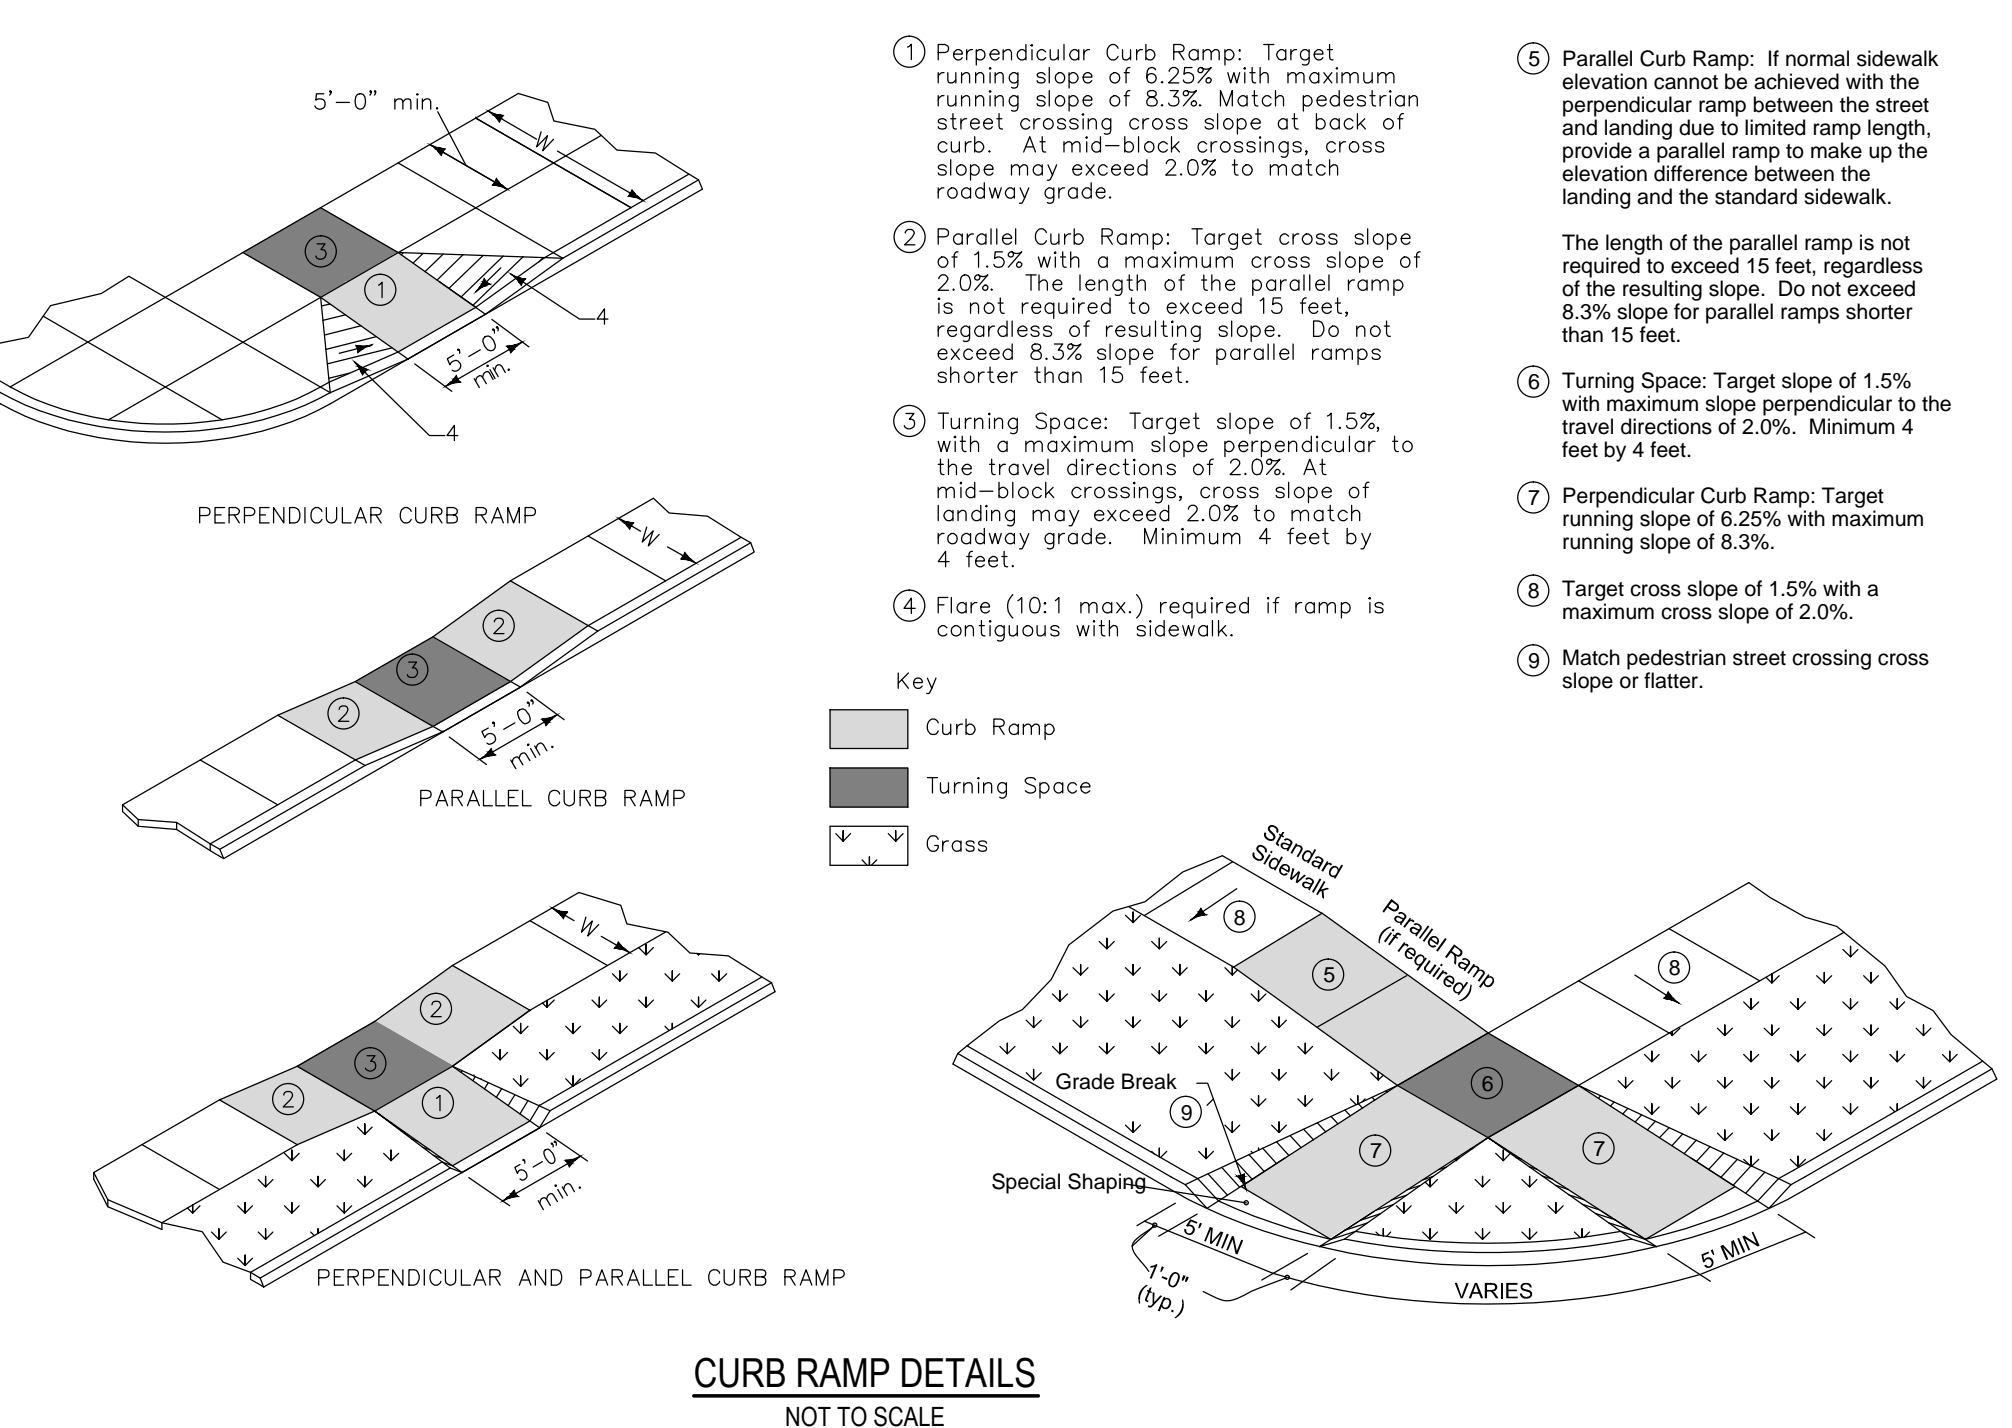 5'-0" min.
W
3
1
4
5'-0"
min.
4
PERPENDICULAR CURB RAMP
W
2
3
2
5'-0"
min.
PARALLEL CURB RAMP
W
2
3
2
1
5'-0"
min.
PERPENDICULAR AND PARALLEL CURB RAMP
1 Perpendicular Curb Ramp: Target
running slope of 6.25% with maximum
running slope of 8.3%. Match pedestrian
street crossing cross slope at back of
curb. At mid-block crossings, cross
slope may exceed 2.0% to match
roadway grade.
2 Parallel Curb Ramp: Target cross slope
of 1.5% with a maximum cross slope of
2.0%. The length of the parallel ramp
is not required to exceed 15 feet,
regardless of resulting slope. Do not
exceed 8.3% slope for parallel ramps
shorter than 15 feet.
3 Turning Space: Target slope of 1.5%,
with a maximum slope perpendicular to
the travel directions of 2.0%. At
mid-block crossings, cross slope of
landing may exceed 2.0% to match
roadway grade. Minimum 4 feet by
4 feet.
4 Flare (10:1 max.) required if ramp is
contiguous with sidewalk.
Key
Curb Ramp
Turning Space
Grass
5 Parallel Curb Ramp: If normal sidewalk
elevation cannot be achieved with the
perpendicular ramp between the street
and landing due to limited ramp length,
provide a parallel ramp to make up the
elevation difference between the
landing and the standard sidewalk.
The length of the parallel ramp is not
required to exceed 15 feet, regardless
of the resulting slope. Do not exceed
8.3% slope for parallel ramps shorter
than 15 feet.
6 Turning Space: Target slope of 1.5%
with maximum slope perpendicular to the
travel directions of 2.0%. Minimum 4
feet by 4 feet.
7 Perpendicular Curb Ramp: Target
running slope of 6.25% with maximum
running slope of 8.3%.
8 Target cross slope of 1.5% with a
maximum cross slope of 2.0%.
9 Match pedestrian street crossing cross
slope or flatter.
Standard
Sidewalk
8
Parallel Ramp
(if required)
5
8
6
Grade Break
9
7
7
Special Shaping
5' MIN
1'-0"
(typ.)
VARIES
5' MIN
CURB RAMP DETAILS
NOT TO SCALE